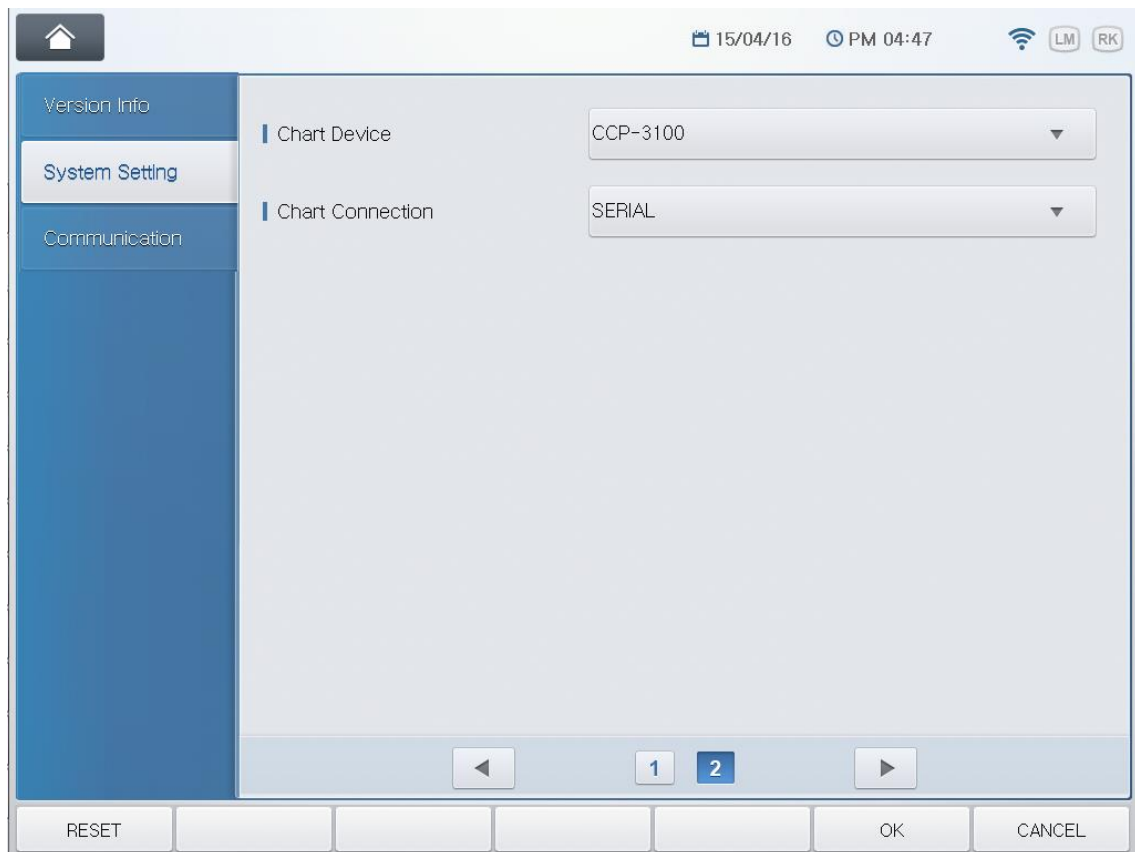 15/04/16 PM 04:47 LM RK
Version Info
System Setting
Communication
Chart Device CCP-3100
Chart Connection SERIAL
1 2
RESET OK CANCEL